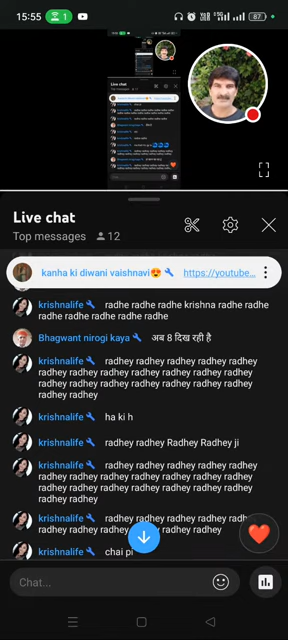 15:55
1
87
Live chat
Top messages 12
kanha ki diwani vaishnavi😍 https://youtube...
krishnalife radhe radhe radhe krishna radhe radhe
radhe radhe radhe radhe radhe
Bhagwant nirogi kaya अब 8 दिख रही है
krishnalife radhey radhey radhey radhey radhey
radhey radhey radhey radhey radhey radhey radhey
radhey radhey radhey radhey radhey radhey radhey
radhey radhey
krishnalife ha ki h
krishnalife radhey radhey Radhey Radhey ji
krishnalife radhey radhey radhey radhey radhey
radhey radhey radhey radhey radhey radhey radhey
radhey radhey radhey radhey radhey radhey radhey
radhey
krishnalife radhey radhey radhey radhey
radhey radhey radhey radhey
krishnalife chai pi
Chat...